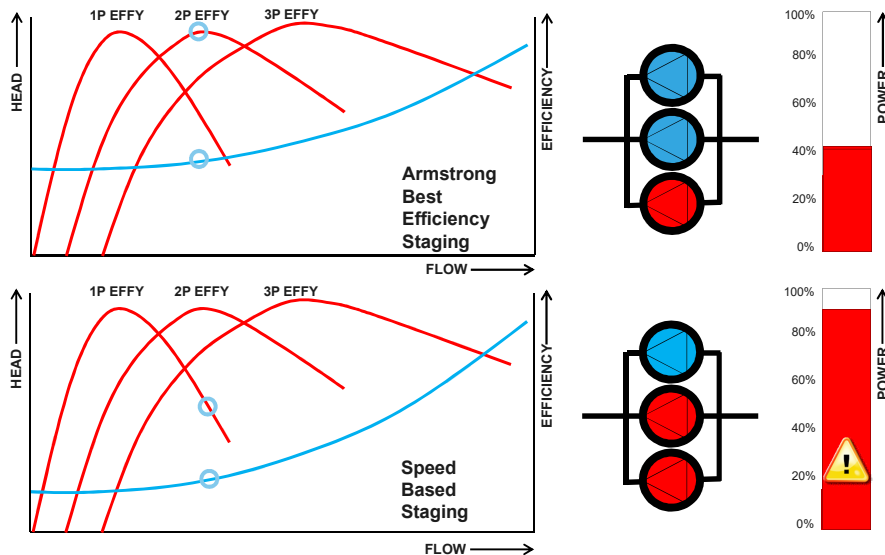 1P EFFY 2P EFFY 3P EFFY
HEAD
EFFICIENCY
Armstrong
Best
Efficiency
Staging
FLOW
100%
80%
60%
40%
20%
0%
POWER
1P EFFY 2P EFFY 3P EFFY
HEAD
EFFICIENCY
Speed
Based
Staging
FLOW
100%
80%
60%
40%
20%
0%
!
POWER